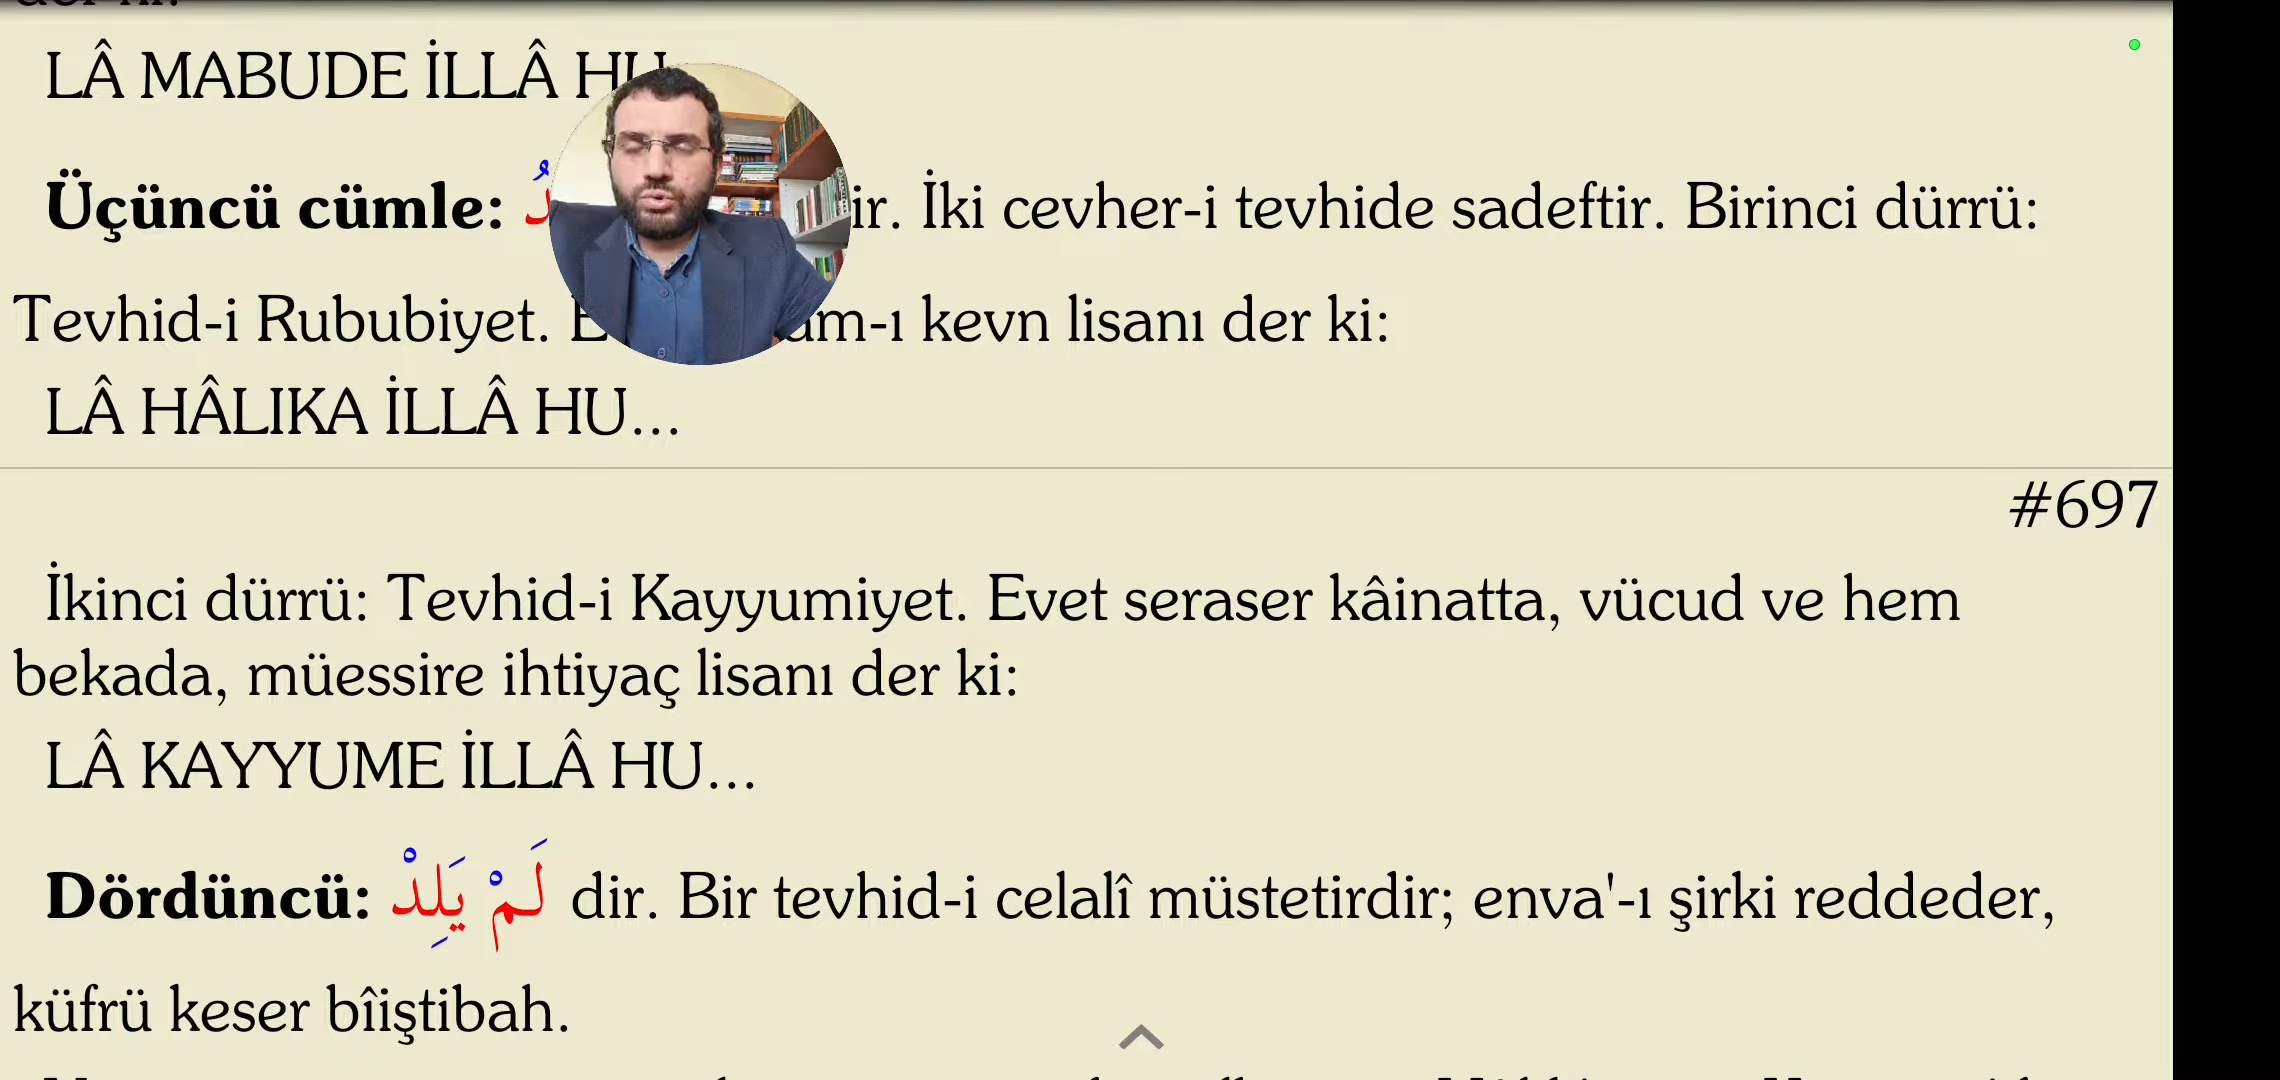 LÂ MABUDE İLLÂ HU
Üçüncü cümle: ir. İki cevher-i tevhide sadeftir. Birinci dürrü:
Tevhid-i Rububiyet. m-ı kevn lisanı der ki:
LÂ HÂLIKA İLLÂ HU...
#697
İkinci dürrü: Tevhid-i Kayyumiyet. Evet seraser kâinatta, vücud ve hem
bekada, müessire ihtiyaç lisanı der ki:
LÂ KAYYUME İLLÂ HU...
Dördüncü: لَمْ يَلِدْ dir. Bir tevhid-i celalî müstetirdir; enva'-ı şirki reddeder,
küfrü keser bîiştibah.